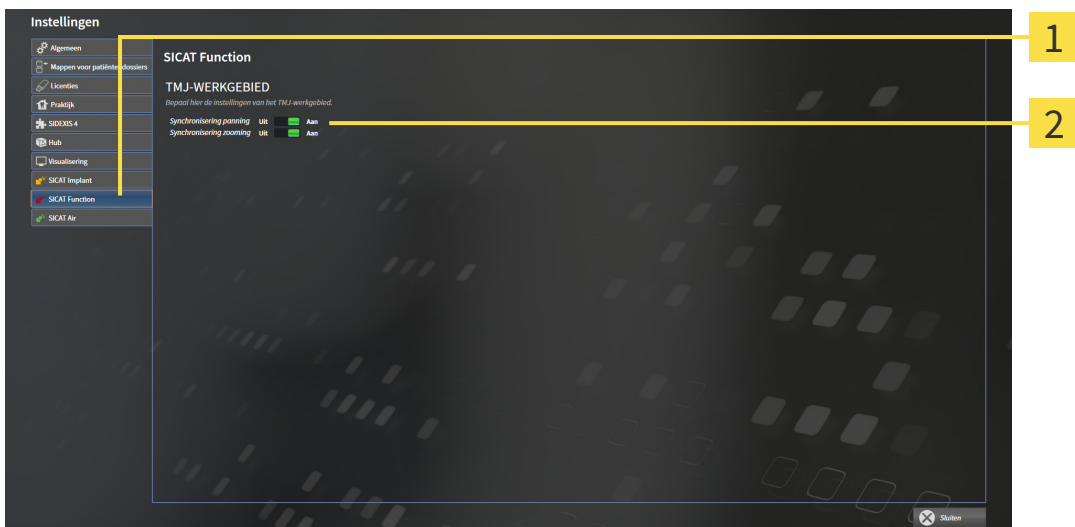 Instellingen
Algemeen
Mappen voor patiëntendossiers
Licenties
Praktijk
SIDEXIS 4
Hub
Visualisering
SICAT Implant
SICAT Function
SICAT Air
SICAT Function
TMJ-WERKGEBIED
Bepaal hier de instellingen van het TMJ-werkgebied.
Synchronisering panning Uit Aan
Synchronisering zooming Uit Aan
Sluiten
1
2